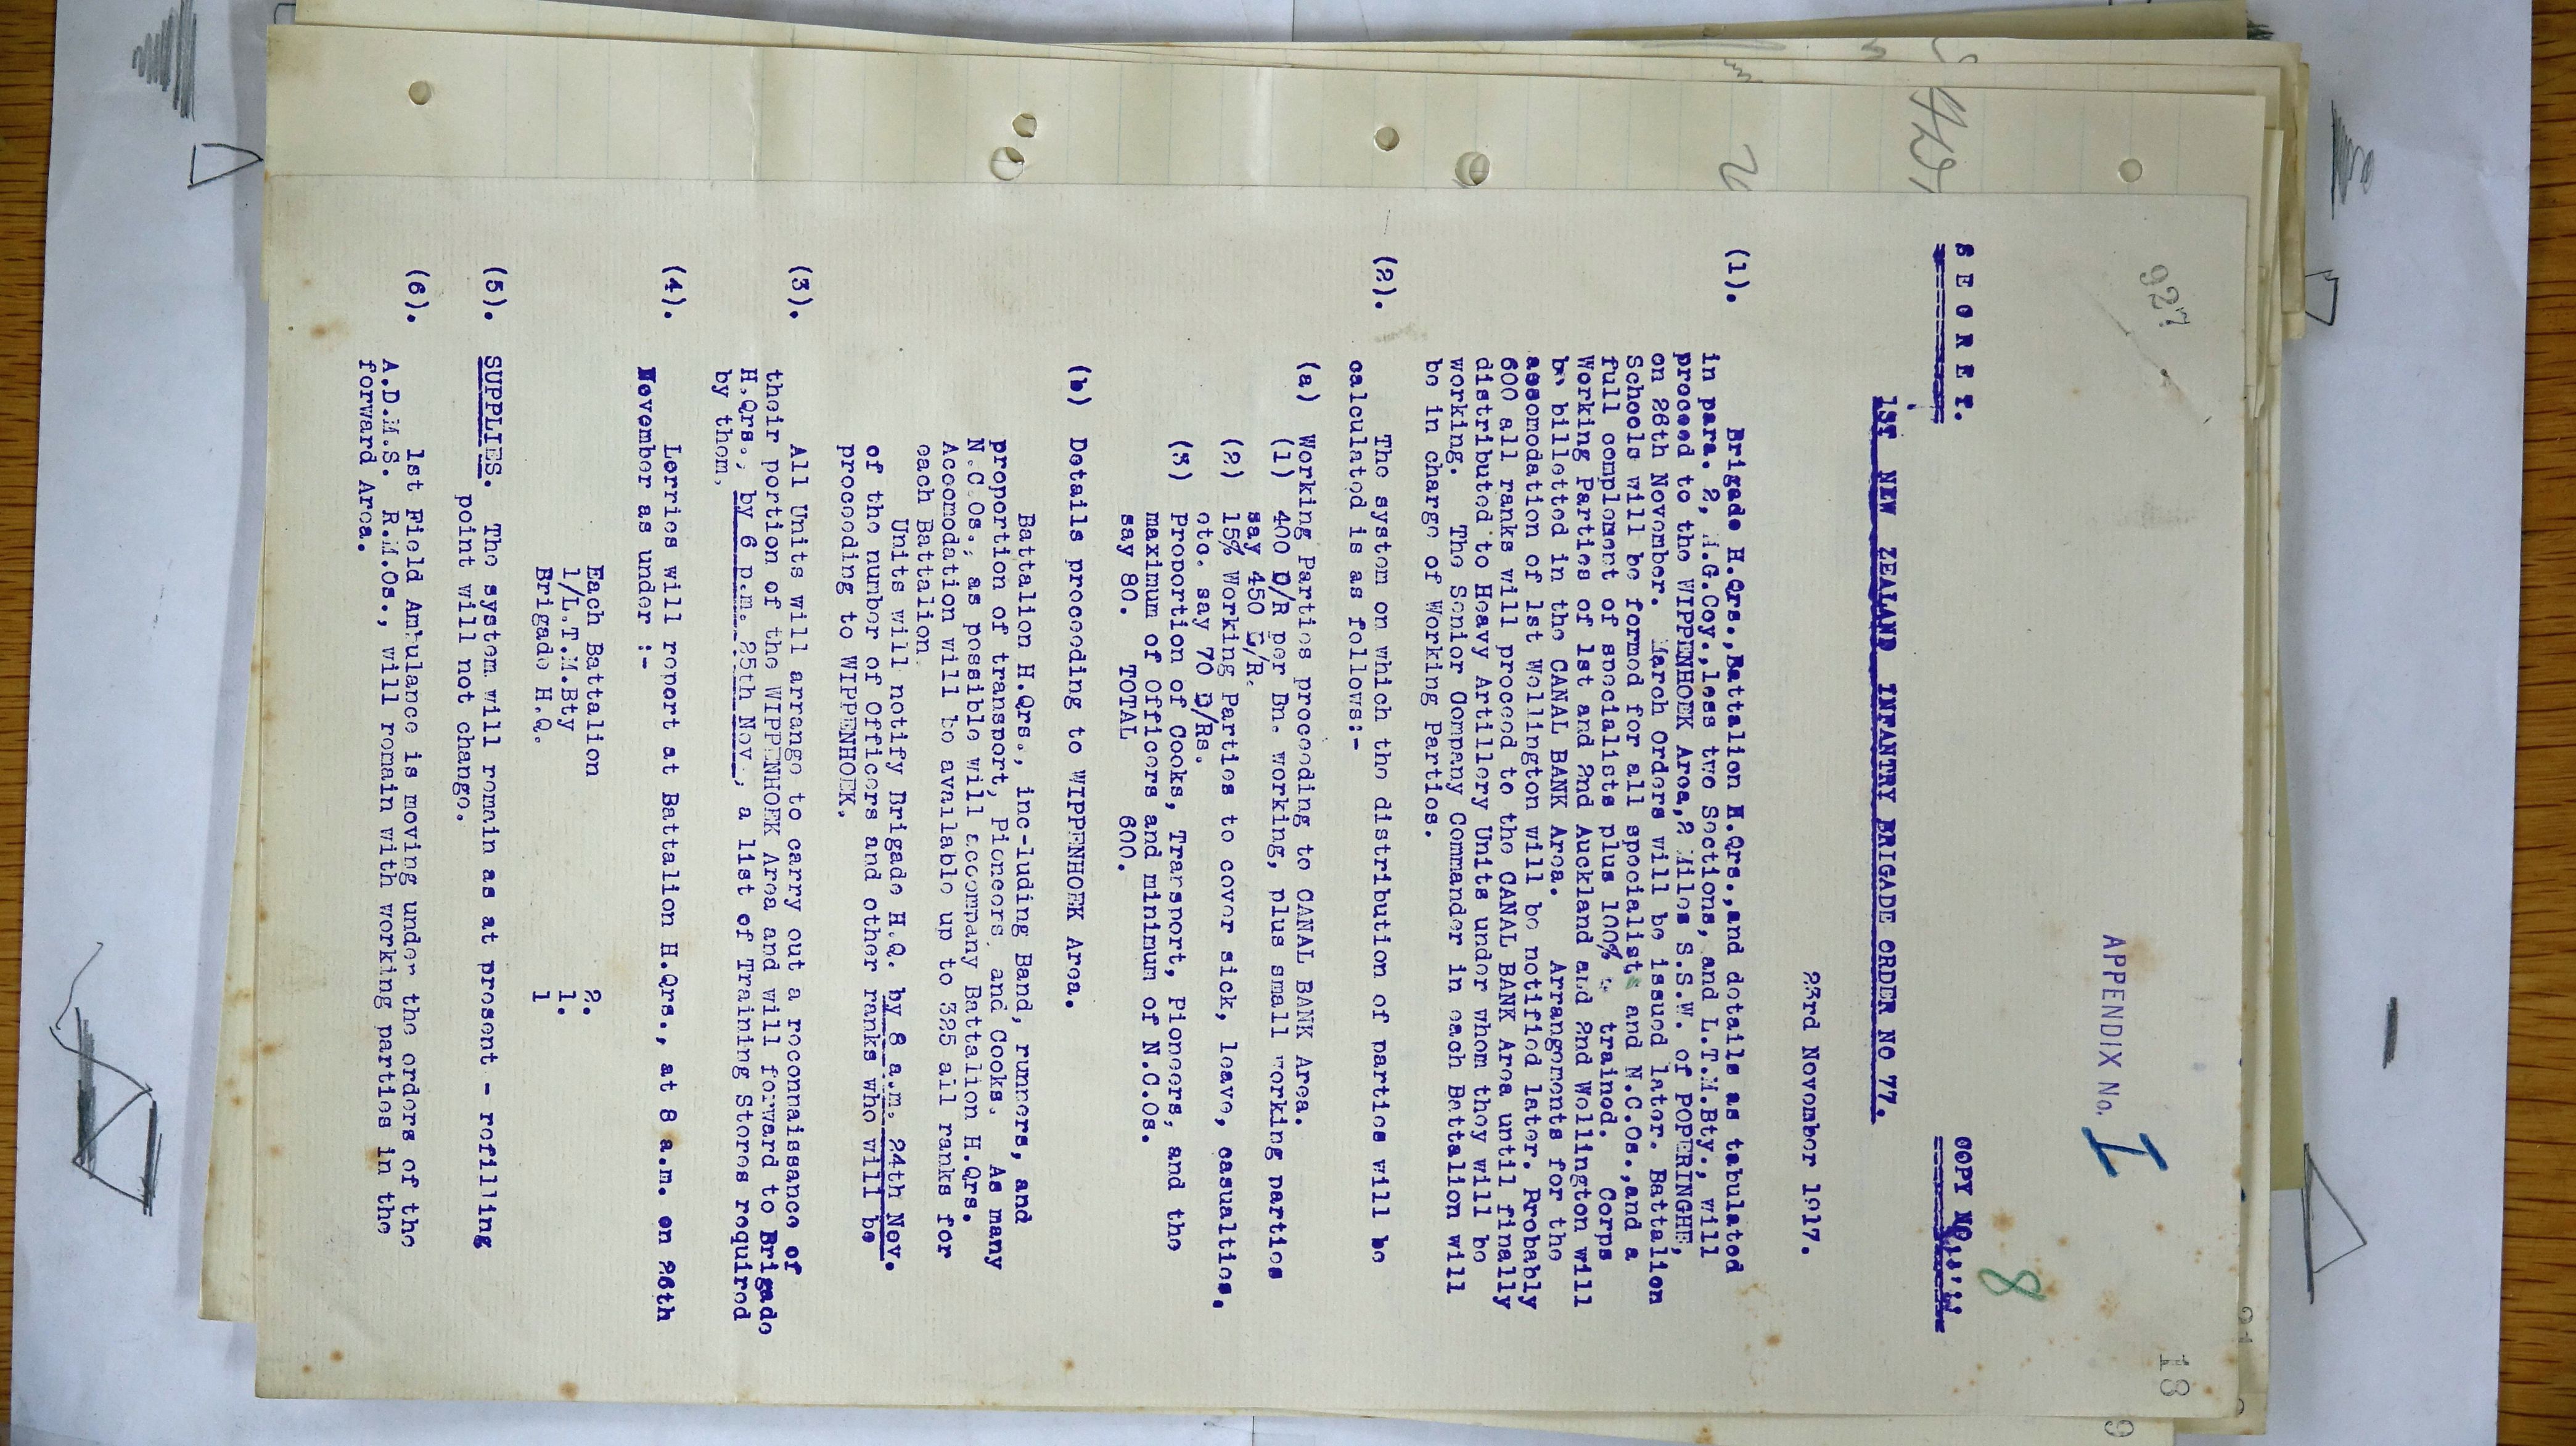 927
18
APPENDIX No. I
8
S E C R E T.
COPY NO.
1ST NEW ZEALAND INFANTRY BRIGADE ORDER NO 77.
23rd November 1917.
(1). Brigade H.Qrs.,Battalion H.Qrs.,and details as tabulated
in para. 2, M.G.Coy.,less two Sections, and L.T.M.Bty., will
proceed to the WIPPENHOEK Area,2 Miles S.S.W. of POPERINGHE,
on 26th November. March Orders will be issued later. Battalion
Schools will be formed for all specialists and N.C.Os.,and a
full complement of specialists plus 100% trained. Corps
Working Parties of 1st and 2nd Auckland and 2nd Wellington will
be billetted in the CANAL BANK Area. Arrangements for the
assomodation of 1st Wellington will be notified later. Probably
600 all ranks will proceed to the CANAL BANK Area until finally
distributed to Heavy Artillery Units under whom they will be
working. The Senior Company Commander in each Battalion will
be in charge of Working Parties.
(2). The system on which the distribution of parties will be
calculated is as follows:-
(a) Working Parties proceeding to CANAL BANK Area.
(1) 400 D/R per Bn. working, plus small working parties
say 450 D/R.
(2) 15% Working Parties to cover sick, leave, casualties,
etc. say 70 D/Rs.
(3) Proportion of Cooks, Transport, Pioneers, and the
maximum of Officers and minimum of N.C.Os.
say 80. TOTAL 600.
(b) Details proceeding to WIPPENHOEK Area.
Battalion H.Qrs., inc-luding Band, runners, and
proportion of transport, Pioneers, and Cooks. As many
N.C.Os., as possible will accompany Battalion H.Qrs.
Accomodation will be available up to 325 all ranks for
each Battalion.
Units will notify Brigade H.Q. by 8 a.m. 24th Nov.
of the number of Officers and other ranks who will be
proceeding to WIPPENHOEK.
(3). All Units will arrange to carry out a reconnaissance of
their portion of the WIPPENHOEK Area and will forward to Brigade
H.Qrs., by 6 p.m. 25th Nov., a list of Training Stores required
by them.
(4). Lorries will report at Battalion H.Qrs., at 8 a.m. on 26th
November as under :-
Each Battalion 2.
1/L.T.M.Bty 1.
Brigade H.Q. 1
(5). SUPPLIES. The system will remain as at present - refilling
point will not change.
(6). 1st Field Ambulance is moving under the orders of the
A.D.M.S. R.M.Os., will remain with working parties in the
forward Area.